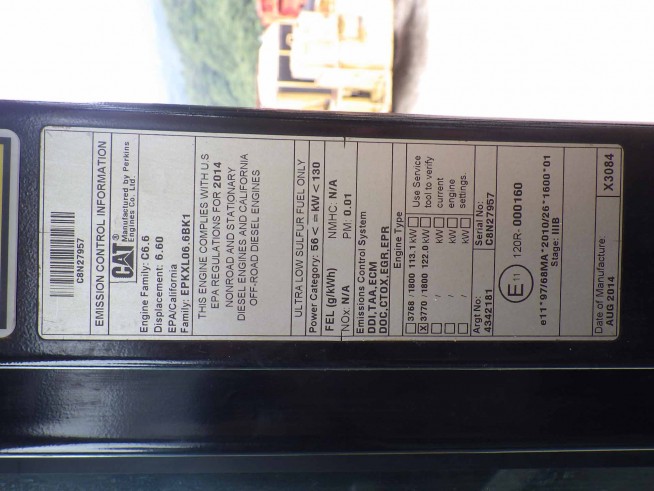 C8N27957
EMISSION CONTROL INFORMATION
CAT® Manufactured by Perkins
Engines Co. Ltd
Engine Family: C6.6
Displacement: 6.60
EPA/California
Family: EPKXL06.6BK1
THIS ENGINE COMPLIES WITH U.S
EPA REGULATIONS FOR 2014
NONROAD AND STATIONARY
DIESEL ENGINES AND CALIFORNIA
OFF-ROAD DIESEL ENGINES
ULTRA LOW SULFUR FUEL ONLY
Power Category: 56 < = kW < 130
FEL (g/kWh) NMHC: N/A
NOx: N/A PM: 0.01
Emissions Control System
DDI,TAA,ECM
DOC,CTOX,EGR,EPR
Engine Type
3768 / 1800 113.1 kW Use Service
X 3770 / 1800 122.0 kW tool to verify
/ kW current
/ kW engine
/ kW settings.
Argt No: Serial No:
4342181 C8N27957
E 11 120R-000160
e11*97/68MA*2010/26*1600*01
Stage: IIIB
Date of Manufacture
AUG 2014 X3084